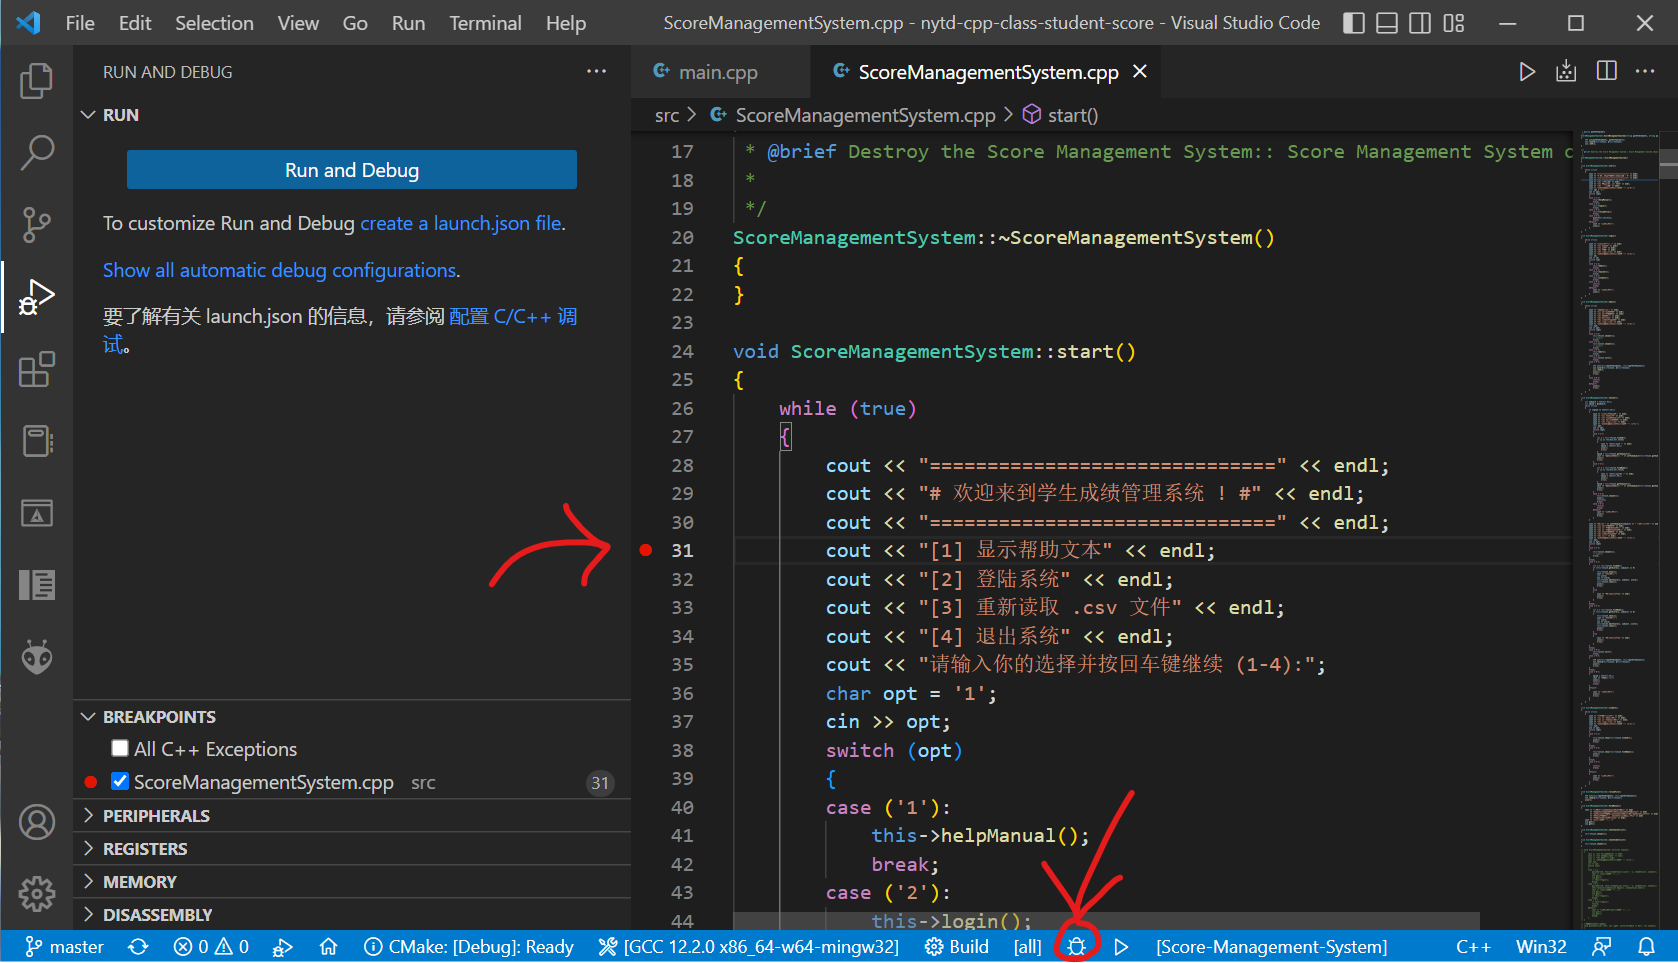 File Edit Selection View Go Run Terminal Help
ScoreManagementSystem.cpp - nytd-cpp-class-student-score - Visual Studio Code
RUN AND DEBUG
RUN
Run and Debug
To customize Run and Debug create a launch.json file.
Show all automatic debug configurations.
要了解有关 launch.json 的信息，请参阅 配置 C/C++ 调
试。
BREAKPOINTS
All C++ Exceptions
ScoreManagementSystem.cpp src 31
PERIPHERALS
REGISTERS
MEMORY
DISASSEMBLY
main.cpp ScoreManagementSystem.cpp
src > ScoreManagementSystem.cpp > start()
17 * @brief Destroy the Score Management System:: Score Management System
18 *
19 */
20 ScoreManagementSystem::~ScoreManagementSystem()
21 {
22 }
23
24 void ScoreManagementSystem::start()
25 {
26 while (true)
27 {
28 cout << "==============================" << endl;
29 cout << "# 欢迎来到学生成绩管理系统 ! #" << endl;
30 cout << "==============================" << endl;
31 cout << "[1] 显示帮助文本" << endl;
32 cout << "[2] 登陆系统" << endl;
33 cout << "[3] 重新读取 .csv 文件" << endl;
34 cout << "[4] 退出系统" << endl;
35 cout << "请输入你的选择并按回车键继续 (1-4):";
36 char opt = '1';
37 cin >> opt;
38 switch (opt)
39 {
40 case ('1'):
41 this->helpManual();
42 break;
43 case ('2'):
44 this->login();
master 0 0 CMake: [Debug]: Ready [GCC 12.2.0 x86_64-w64-mingw32] Build [all] [Score-Management-System] C++ Win32